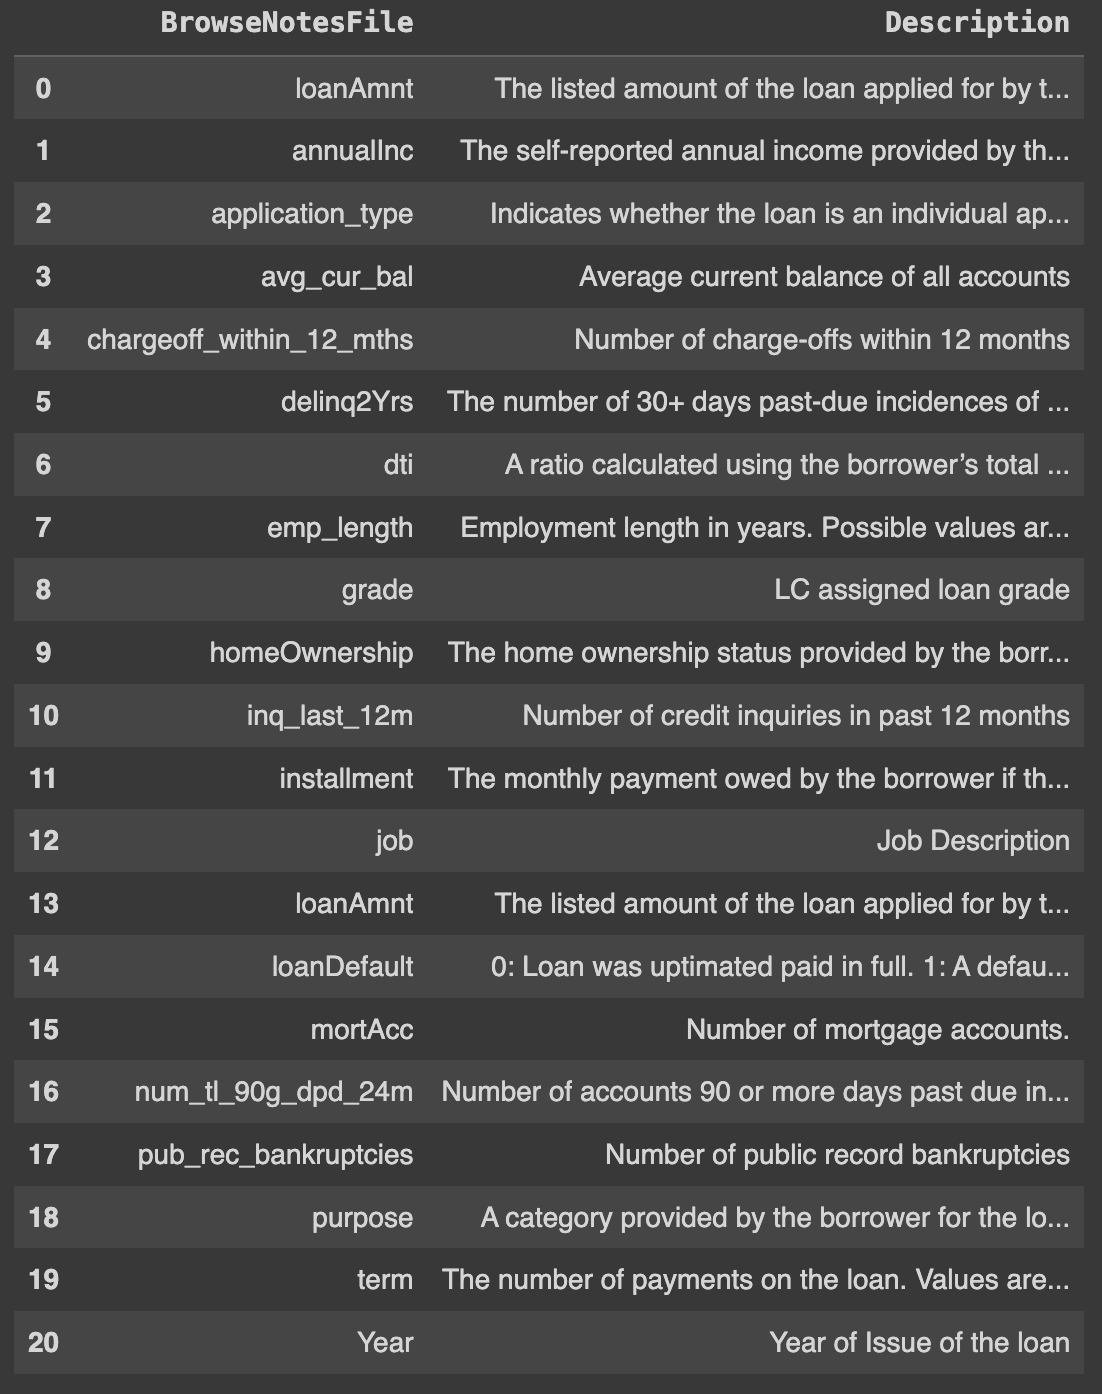 BrowseNotesFile Description
0 loanAmnt The listed amount of the loan applied for by t...
1 annualInc The self-reported annual income provided by th...
2 application_type Indicates whether the loan is an individual ap...
3 avg_cur_bal Average current balance of all accounts
4 chargeoff_within_12_mths Number of charge-offs within 12 months
5 delinq2Yrs The number of 30+ days past-due incidences of ...
6 dti A ratio calculated using the borrower’s total ...
7 emp_length Employment length in years. Possible values ar...
8 grade LC assigned loan grade
9 homeOwnership The home ownership status provided by the borr...
10 inq_last_12m Number of credit inquiries in past 12 months
11 installment The monthly payment owed by the borrower if th...
12 job Job Description
13 loanAmnt The listed amount of the loan applied for by t...
14 loanDefault 0: Loan was uptimated paid in full. 1: A defau...
15 mortAcc Number of mortgage accounts.
16 num_tl_90g_dpd_24m Number of accounts 90 or more days past due in...
17 pub_rec_bankruptcies Number of public record bankruptcies
18 purpose A category provided by the borrower for the lo...
19 term The number of payments on the loan. Values are...
20 Year Year of Issue of the loan